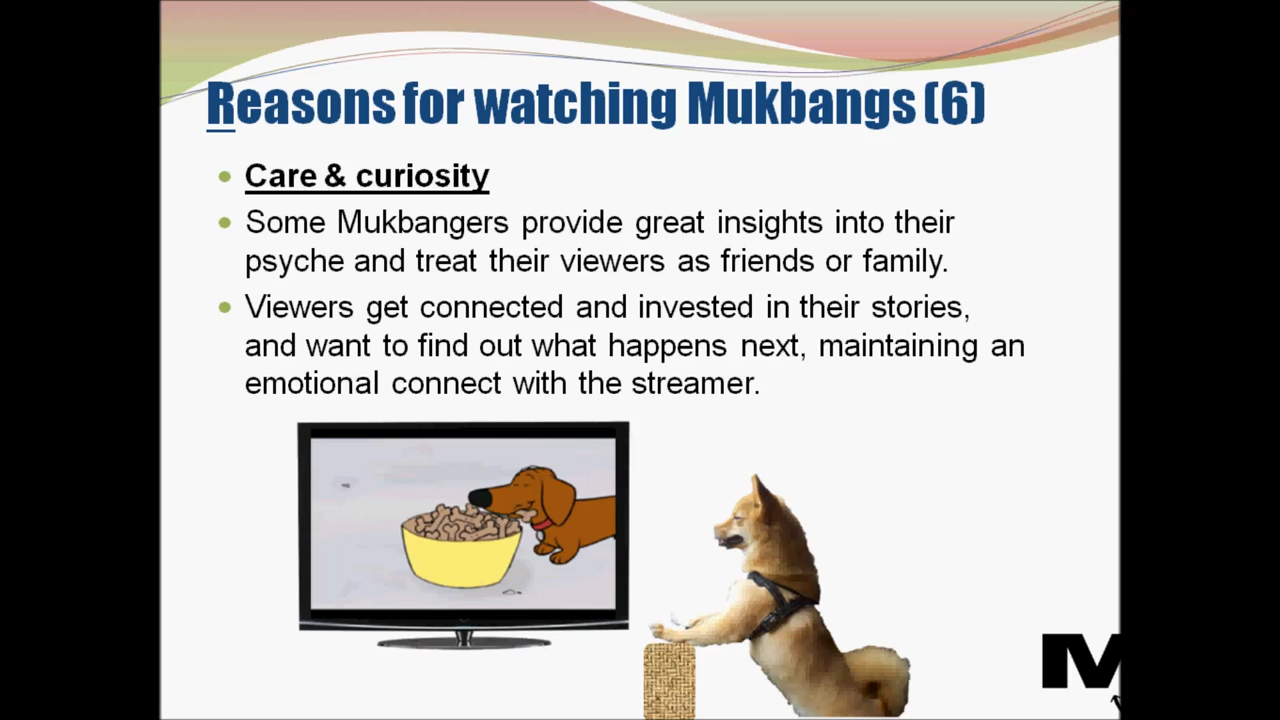 Reasons for watching Mukbangs (6)
Care & curiosity
Some Mukbangers provide great insights into their
psyche and treat their viewers as friends or family.
Viewers get connected and invested in their stories,
and want to find out what happens next, maintaining an
emotional connect with the streamer.
M